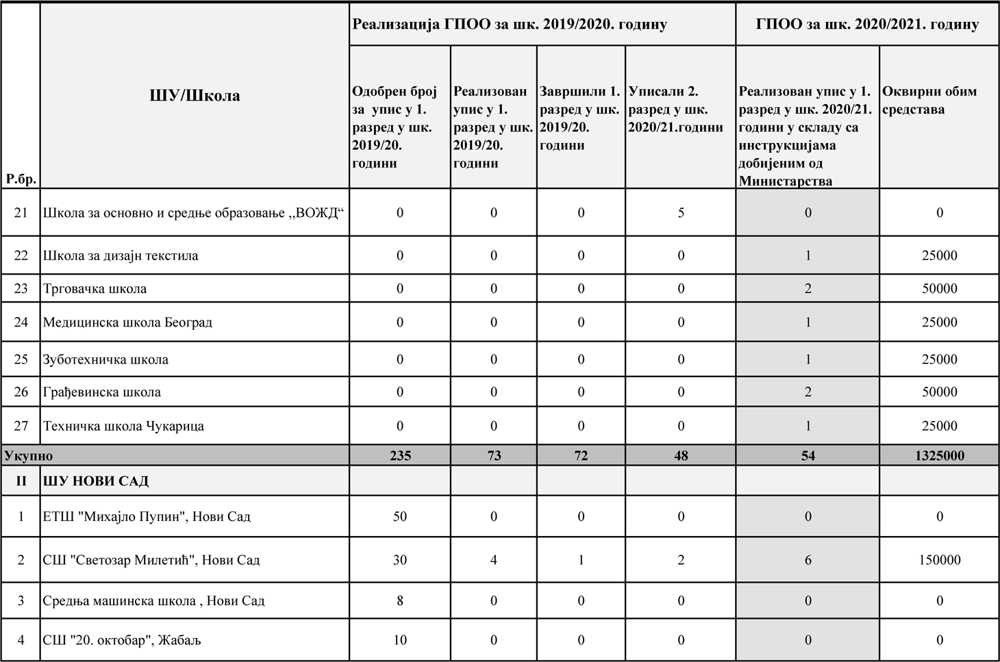 Реализација ГПОО за шк. 2019/2020. годину ГПОО за шк. 2020/2021. годину
Р.бр. ШУ/Школа
Одобрен број
за упис у 1.
разред у шк.
2019/20.
години
Реализован
упис у 1.
разред у шк.
2019/20.
години
Завршили 1.
разред у шк.
2019/20.
години
Уписали 2.
разред у шк.
2020/21.години
Реализован упис у 1.
разред у шк. 2020/21.
години у складу са
инструкцијама
добијеним од
Министарства
Оквирни обим
средстава
21 Школа за основно и средње образовање ,,ВОЖД“ 0 0 0 5 0 0
22 Школа за дизајн текстила 0 0 0 0 1 25000
23 Трговачка школа 0 0 0 0 2 50000
24 Медицинска школа Београд 0 0 0 0 1 25000
25 Зуботехничка школа 0 0 0 0 1 25000
26 Грађевинска школа 0 0 0 0 2 50000
27 Техничка школа Чукарица 0 0 0 0 1 25000
Укупно 235 73 72 48 54 1325000
II ШУ НОВИ САД
1 ЕТШ "Михајло Пупин", Нови Сад 50 0 0 0 0 0
2 СШ "Светозар Милетић", Нови Сад 30 4 1 2 6 150000
3 Средња машинска школа , Нови Сад 8 0 0 0 0 0
4 СШ "20. октобар", Жабаљ 10 0 0 0 0 0